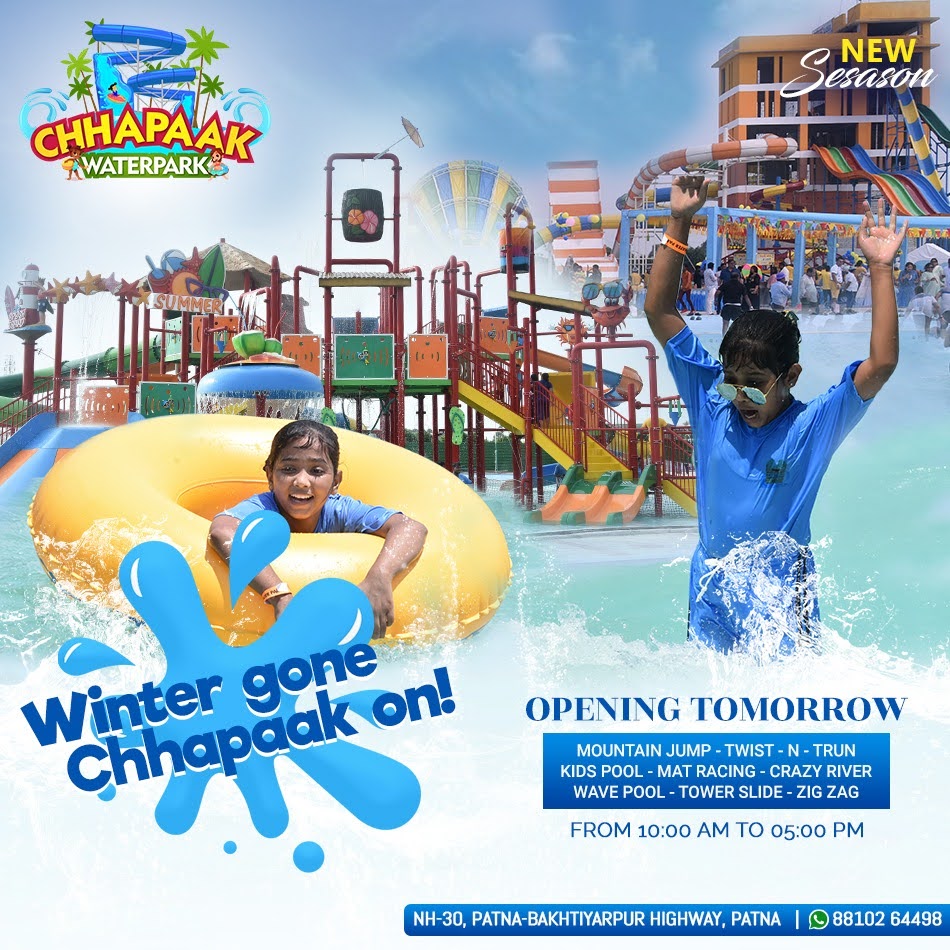 CHHAPAAK
WATERPARK
NEW
Sesason
SUMMER
Winter gone
Chhapaak on!
OPENING TOMORROW
MOUNTAIN JUMP - TWIST - N - TRUN
KIDS POOL - MAT RACING - CRAZY RIVER
WAVE POOL - TOWER SLIDE - ZIG ZAG
FROM 10:00 AM TO 05:00 PM
NH-30, PATNA-BAKHTIYARPUR HIGHWAY, PATNA | 88102 64498